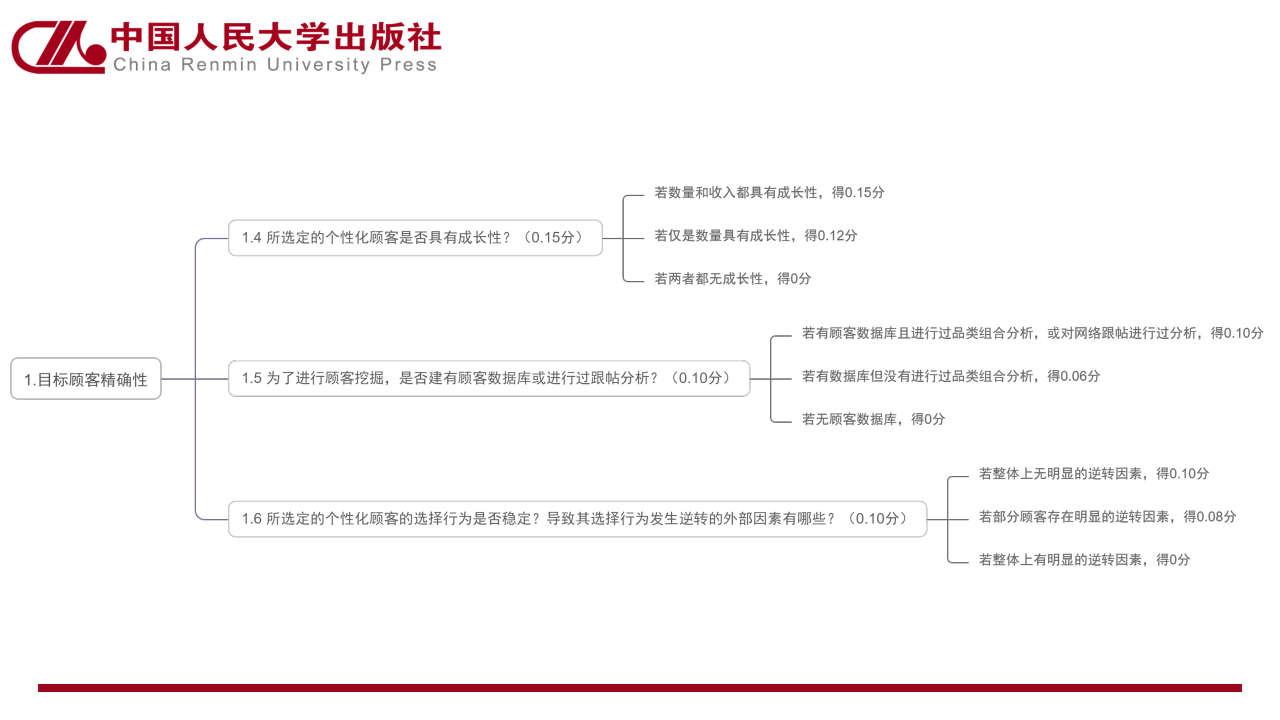 中国人民大学出版社
China Renmin University Press
1.目标顾客精确性
1.4 所选定的个性化顾客是否具有成长性？（0.15分）
若数量和收入都具有成长性，得0.15分
若仅是数量具有成长性，得0.12分
若两者都无成长性，得0分
1.5 为了进行顾客挖掘，是否建有顾客数据库或进行过跟帖分析？（0.10分）
若有顾客数据库且进行过品类组合分析，或对网络跟帖进行过分析，得0.10分
若有数据库但没有进行过品类组合分析，得0.06分
若无顾客数据库，得0分
1.6 所选定的个性化顾客的选择行为是否稳定？导致其选择行为发生逆转的外部因素有哪些？（0.10分）
若整体上无明显的逆转因素，得0.10分
若部分顾客存在明显的逆转因素，得0.08分
若整体上有明显的逆转因素，得0分